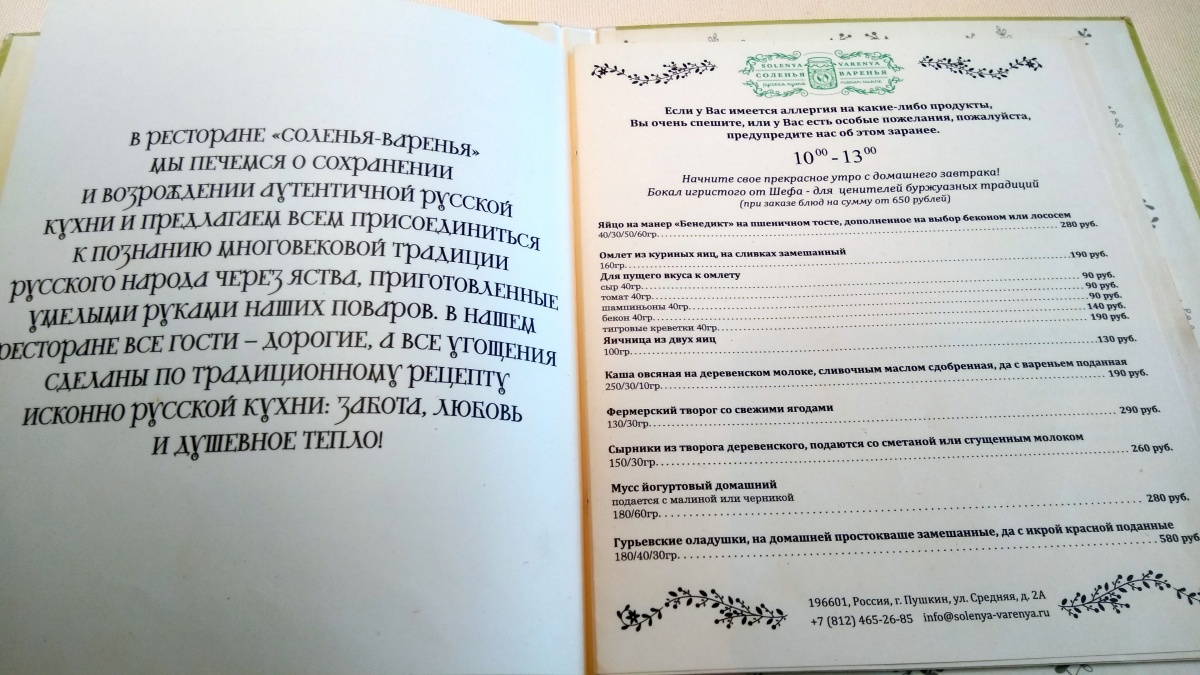 В РЕСТОРАНЕ «СОЛЕНЬЯ-ВАРЕНЬЯ»
МЫ ПЕЧЕМСЯ О СОХРАНЕНИИ
И ВОЗРОЖДЕНИИ АУТЕНТИЧНОЙ РУССКОЙ
КУХНИ И ПРЕДЛАГАЕМ ВСЕМ ПРИСОЕДИНИТЬСЯ
К ПОЗНАНИЮ МНОГОВЕКОВОЙ ТРАДИЦИИ
РУССКОГО НАРОДА ЧЕРЕЗ ЯСТВА, ПРИГОТОВЛЕННЫЕ
УМЕЛЫМИ РУКАМИ НАШИХ ПОВАРОВ. В НАШЕМ
РЕСТОРАНЕ ВСЕ ГОСТИ – ДОРОГИЕ, А ВСЕ УГОЩЕНИЯ
СДЕЛАНЫ ПО ТРАДИЦИОННОМУ РЕЦЕПТУ
ИСКОННО РУССКОЙ КУХНИ: ЗАБОТА, ЛЮБОВЬ
И ДУШЕВНОЕ ТЕПЛО!
SOLENYA VARENYA
СОЛЕНЬЯ ВАРЕНЬЯ
Если у Вас имеется аллергия на какие-либо продукты,
Вы очень спешите, или у Вас есть особые пожелания, пожалуйста,
предупредите нас об этом заранее.
10⁰⁰ - 13⁰⁰
Начните свое прекрасное утро с домашнего завтрака!
Бокал игристого от Шефа - для ценителей буржуазных традиций
(при заказе блюд на сумму от 650 рублей)
Яйцо на манер «Бенедикт» на пшеничном тосте, дополненное на выбор беконом или лососем
40/30/50/60гр. 280 руб.
Омлет из куриных яиц, на сливках замешанный
160гр. 190 руб.
Для пущего вкуса к омлету
сыр 40гр. 90 руб.
томат 40гр. 90 руб.
шампиньоны 40гр. 90 руб.
бекон 40гр. 140 руб.
тигровые креветки 40гр. 190 руб.
Яичница из двух яиц
100гр. 130 руб.
Каша овсяная на деревенском молоке, сливочным маслом сдобренная, да с вареньем поданная
250/30/10гр. 190 руб.
Фермерский творог со свежими ягодами
130/30гр. 290 руб.
Сырники из творога деревенского, подаются со сметаной или сгущенным молоком
150/30гр. 260 руб.
Мусс йогуртовый домашний
подается с малиной или черникой
180/60гр. 280 руб.
Гурьевские оладушки, на домашней простокваше замешанные, да с икрой красной поданные
180/40/30гр. 580 руб.
196601, Россия, г. Пушкин, ул. Средняя, д. 2А
+7 (812) 465-26-85 info@solenya-varenya.ru